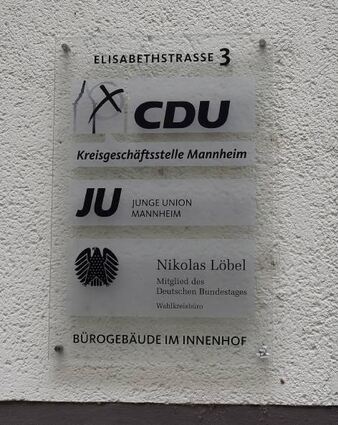 ELISABETHSTRASSE 3
CDU
Kreisgeschäftsstelle Mannheim
JU JUNGE UNION
MANNHEIM
Nikolas Löbel
Mitglied des
Deutschen Bundestages
Wahlkreisbüro
BÜROGEBÄUDE IM INNENHOF